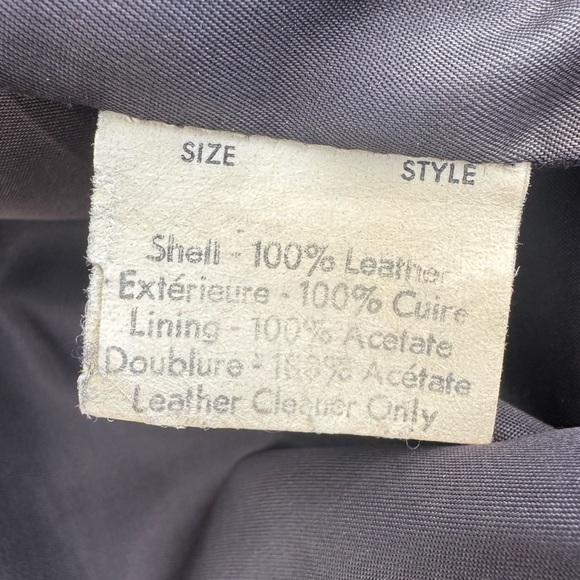 SIZE STYLE
Shell - 100% Leather
Extérieure - 100% Cuire
Lining - 100% Acetate
Doublure - 100% Acétate
Leather Cleaner Only